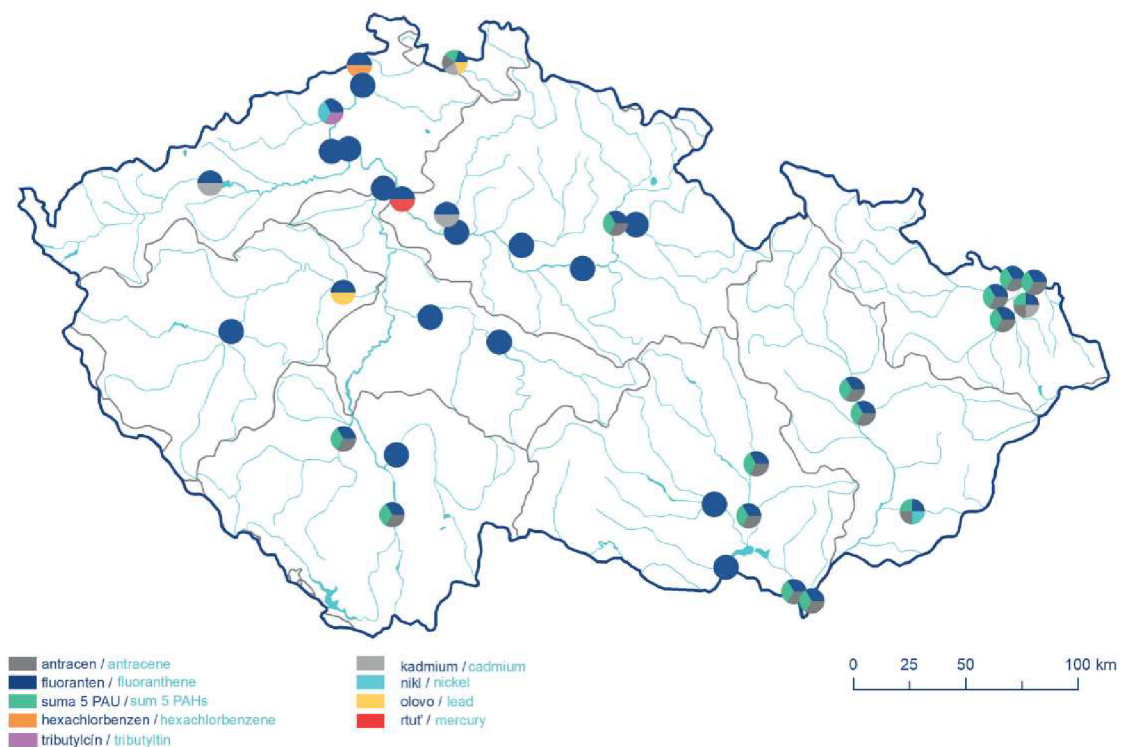 antracen / antracene
fluoranten / fluoranthene
suma 5 PAU / sum 5 PAHs
hexachlorbenzen / hexachlorbenzene
tributylcín / tributyltin
kadmium / cadmium
nikl / nickel
olovo / lead
rtuť / mercury
0 25 50 100 km